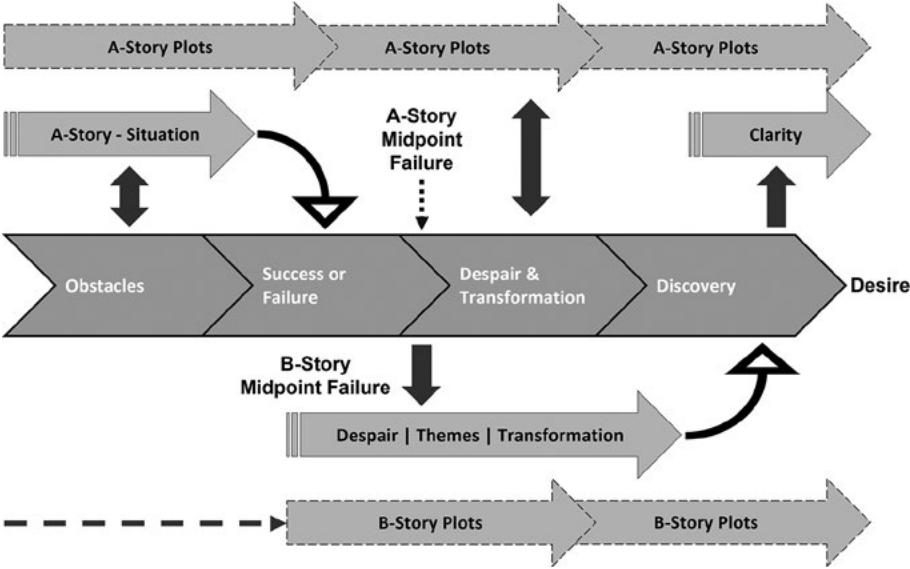 A-Story Plots
A-Story Plots
A-Story Plots
A-Story - Situation
A-Story
Midpoint
Failure
Clarity
Obstacles
Success or
Failure
Despair &
Transformation
Discovery
Desire
B-Story
Midpoint Failure
Despair | Themes | Transformation
B-Story Plots
B-Story Plots